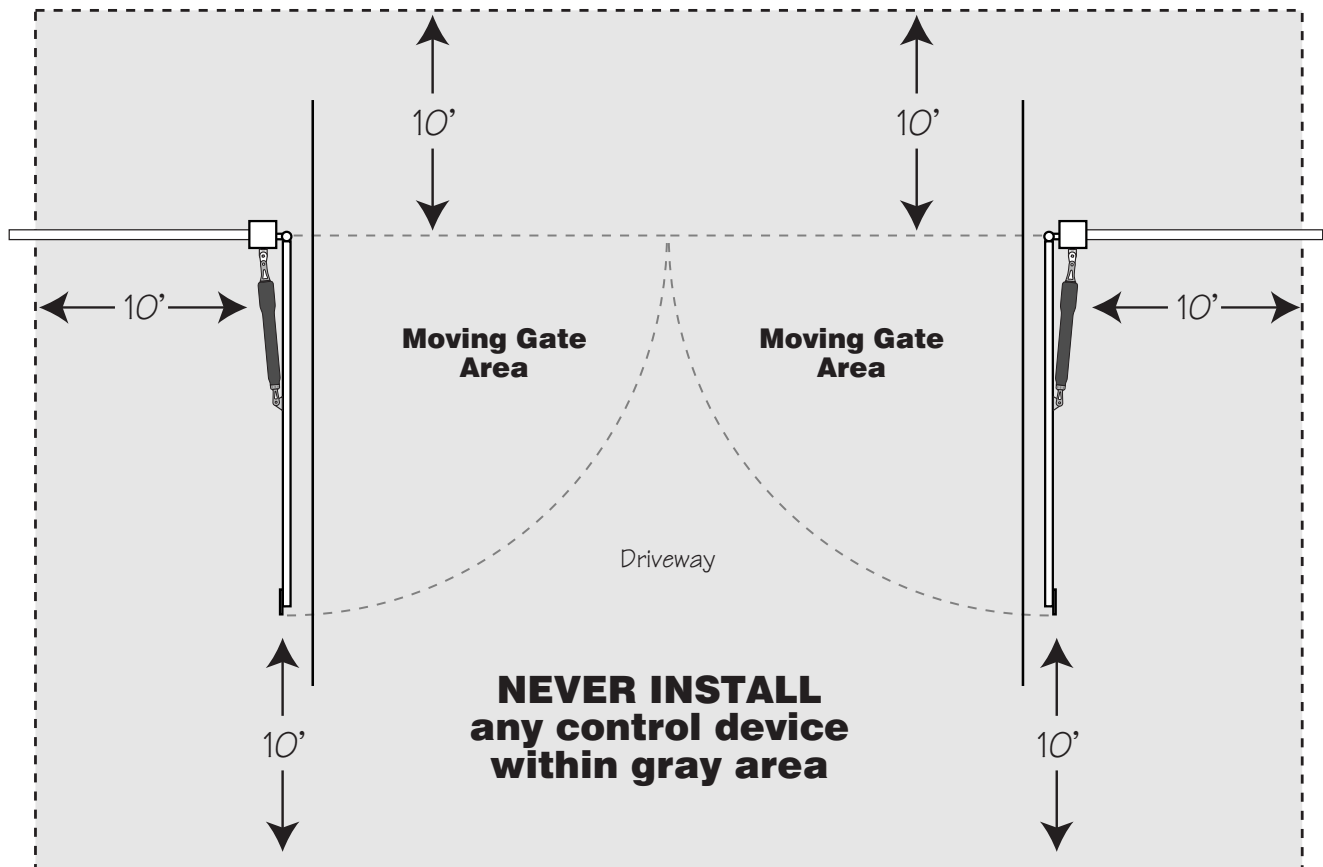 10’
10’
10’
10’
Moving Gate
Area
Moving Gate
Area
Driveway
NEVER INSTALL
any control device
within gray area
10’
10’